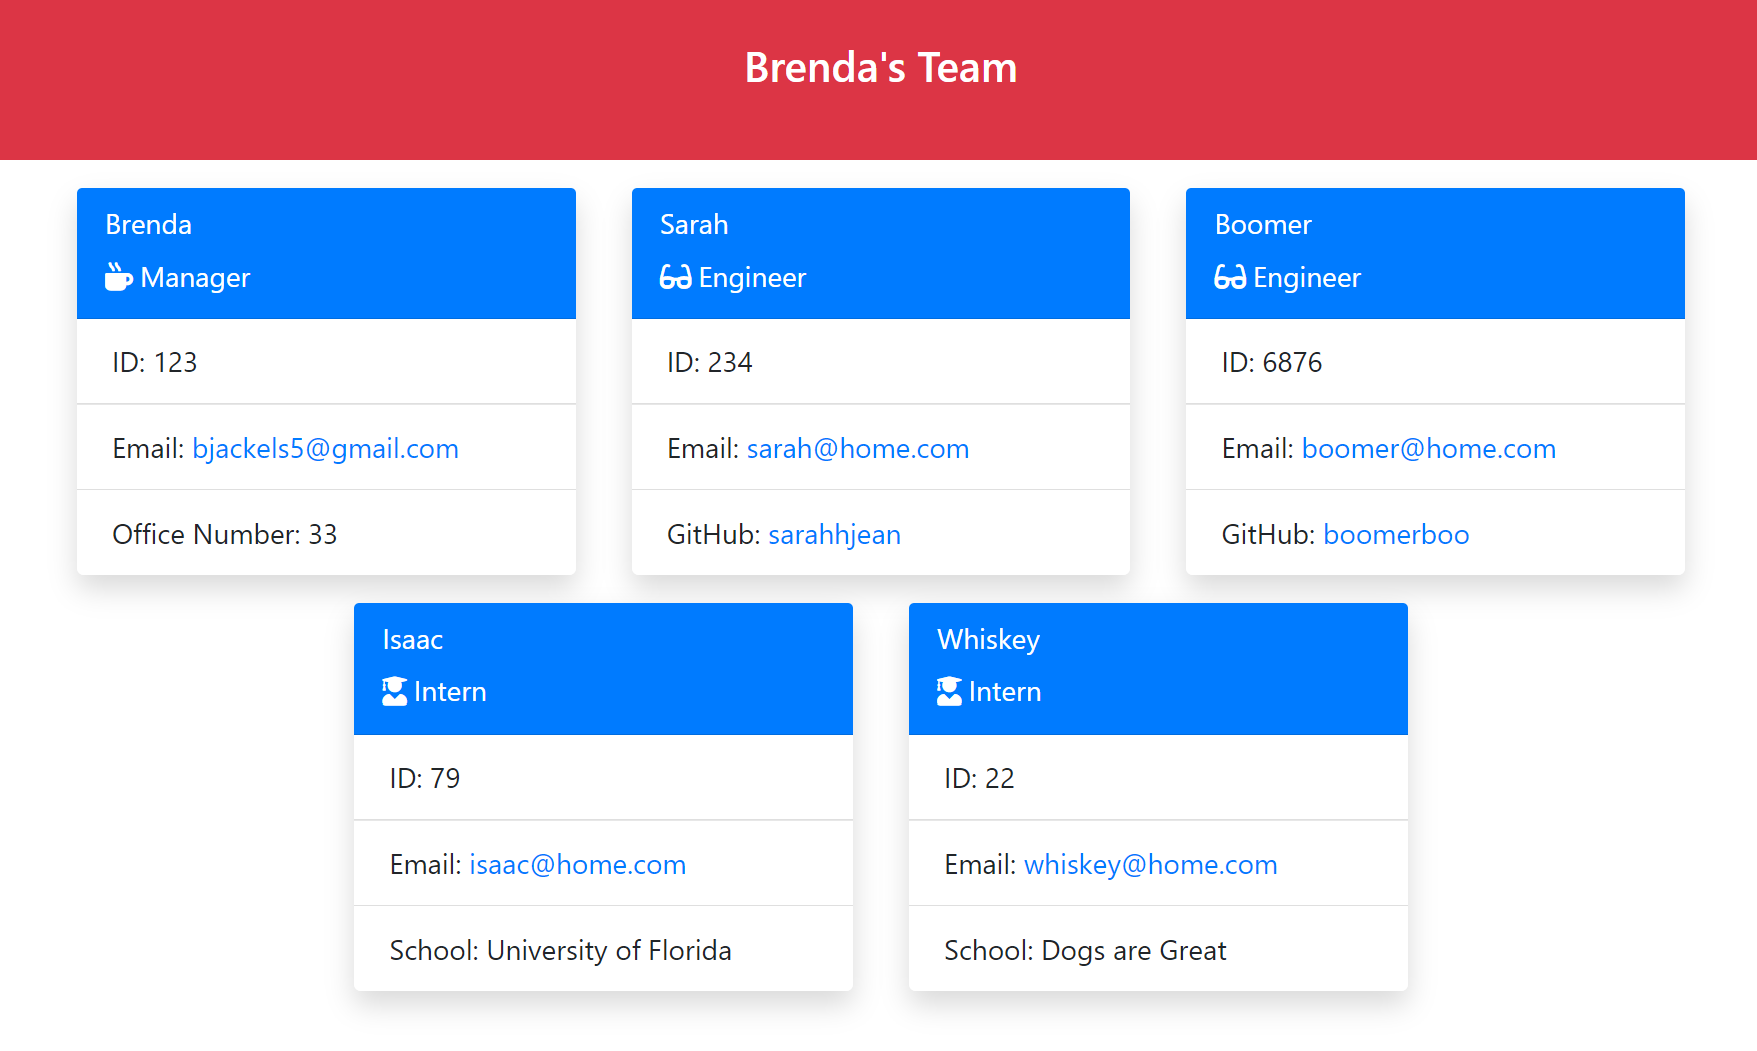 Brenda's Team
Brenda
Manager
ID: 123
Email: bjackels5@gmail.com
Office Number: 33
Sarah
Engineer
ID: 234
Email: sarah@home.com
GitHub: sarahhjean
Boomer
Engineer
ID: 6876
Email: boomer@home.com
GitHub: boomerboo
Isaac
Intern
ID: 79
Email: isaac@home.com
School: University of Florida
Whiskey
Intern
ID: 22
Email: whiskey@home.com
School: Dogs are Great